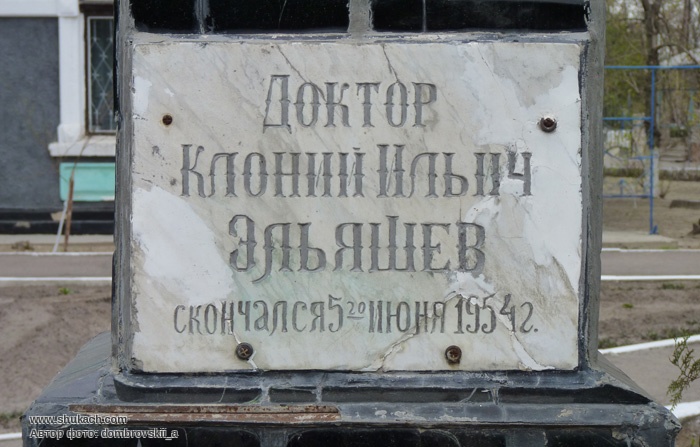 Доктор
Клоний Ильич
Эльяшев
скончался 5го июня 1954 г.
www.shukach.com
Автор фото: dombrovskii_a